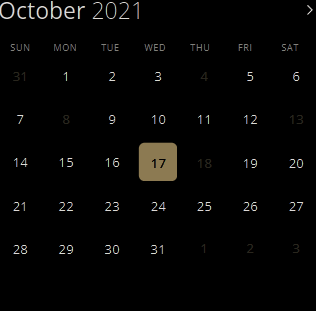 October 2021
SUN MON TUE WED THU FRI SAT
31 1 2 3 4 5 6
7 8 9 10 11 12 13
14 15 16 17 18 19 20
21 22 23 24 25 26 27
28 29 30 31 1 2 3